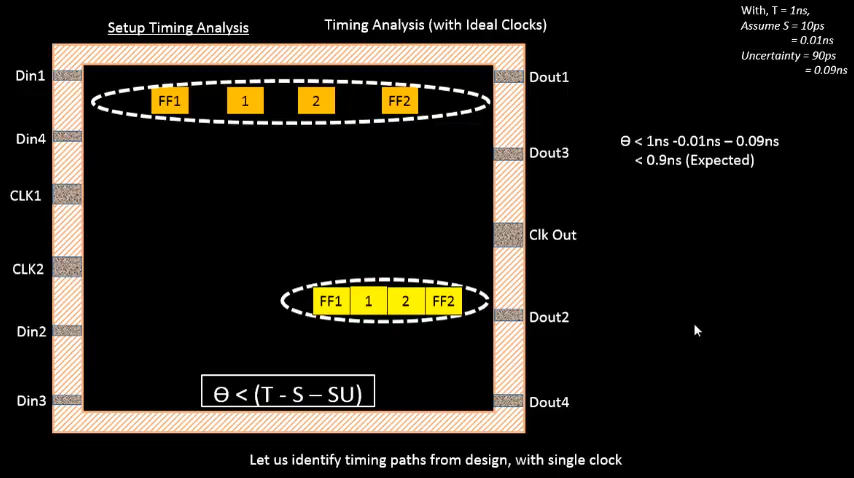 Setup Timing Analysis
Timing Analysis (with Ideal Clocks)
With, T = 1ns,
Assume S = 10ps
= 0.01ns
Uncertainty = 90ps
= 0.09ns
Din1
Din4
CLK1
CLK2
Din2
Din3
FF1 1 2 FF2
FF1 1 2 FF2
ϴ < (T - S – SU)
Dout1
Dout3
Clk Out
Dout2
Dout4
ϴ < 1ns -0.01ns – 0.09ns
< 0.9ns (Expected)
Let us identify timing paths from design, with single clock